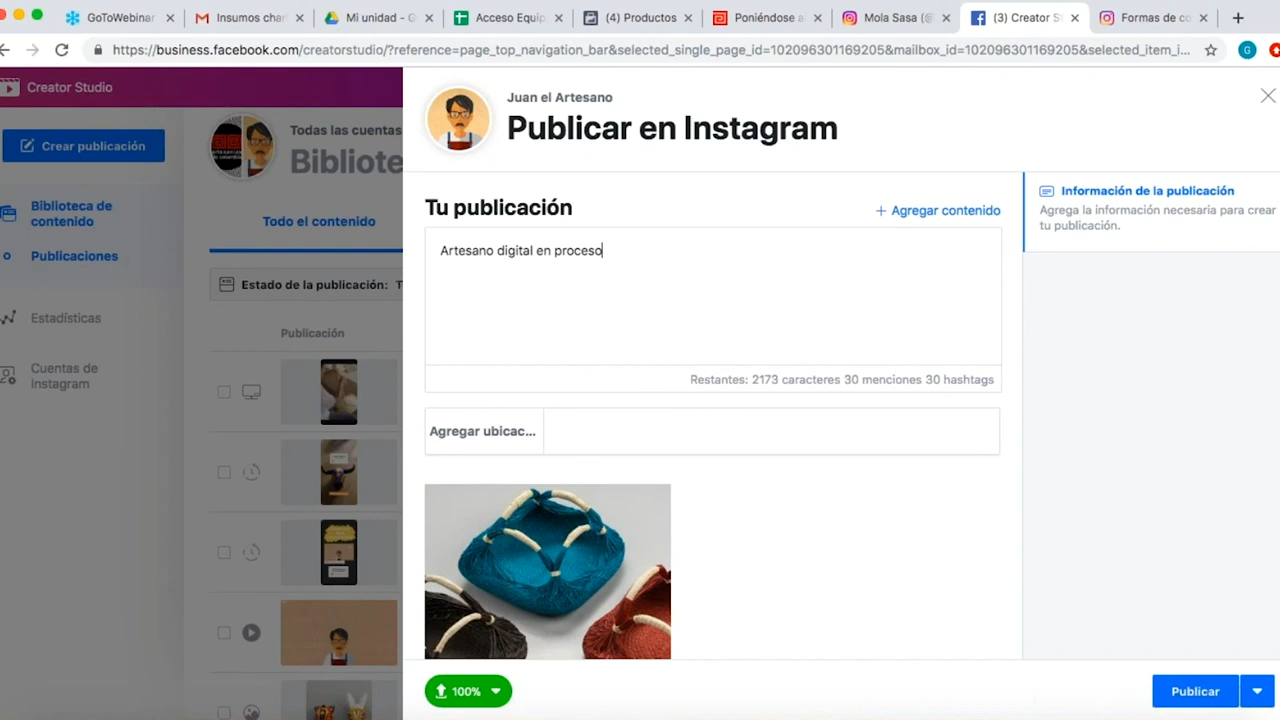 GoToWebinar
Insumos char
Mi unidad - G
Acceso Equip
(4) Productos
Poniéndose a
Mola Sasa (@
(3) Creator S
Formas de co
https://business.facebook.com/creatorstudio/?reference=page_top_navigation_bar&selected_single_page_id=102096301169205&mailbox_id=102096301169205&selected_item_i...
G
Creator Studio
Crear publicación
Biblioteca de
contenido
Publicaciones
Estadísticas
Cuentas de
Instagram
Todas las cuentas
Bibliote
Todo el contenido
Estado de la publicación: T
Publicación
Juan el Artesano
Publicar en Instagram
Tu publicación
+ Agregar contenido
Artesano digital en proceso
Restantes: 2173 caracteres 30 menciones 30 hashtags
Agregar ubicac...
100%
Información de la publicación
Agrega la información necesaria para crear
tu publicación.
Publicar